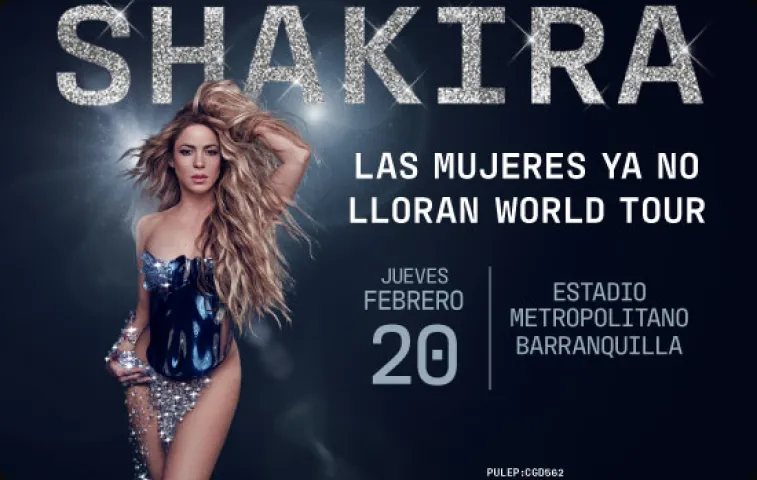 SHAKIRA
LAS MUJERES YA NO
LLORAN WORLD TOUR
JUEVES
FEBRERO
20
ESTADIO
METROPOLITANO
BARRANQUILLA
PULEP:CGD562